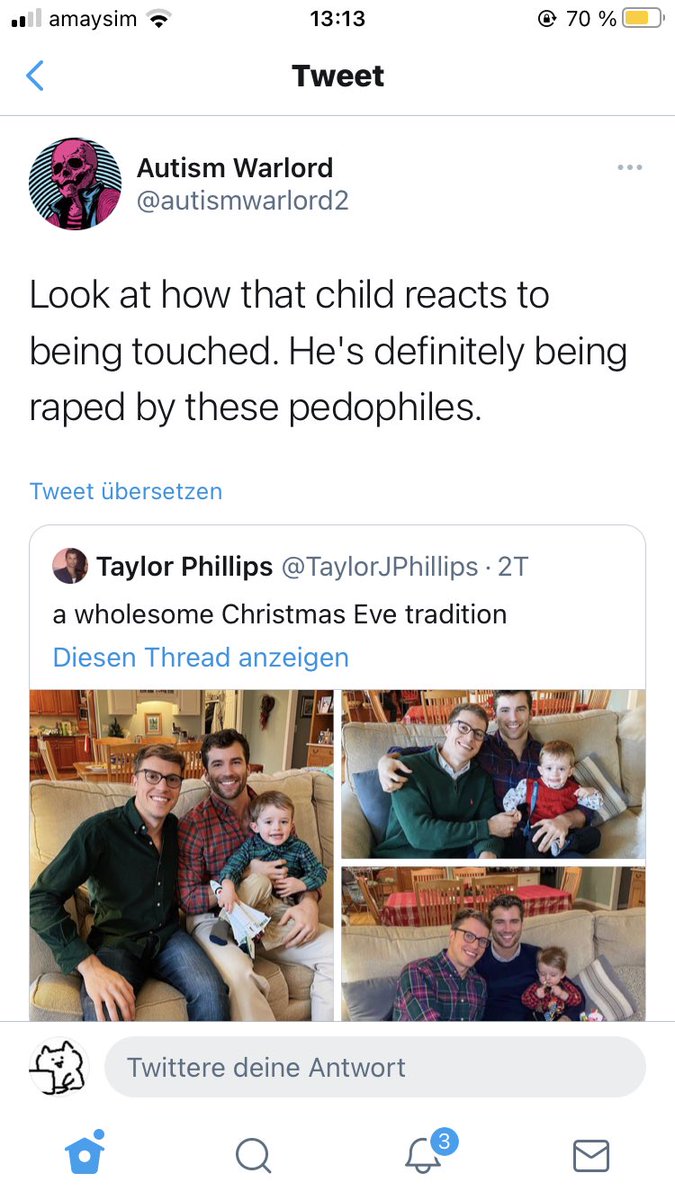 amaysim 13:13 70 %
Tweet
Autism Warlord
@autismwarlord2
Look at how that child reacts to
being touched. He's definitely being
raped by these pedophiles.
Tweet übersetzen
Taylor Phillips @TaylorJPhillips · 2T
a wholesome Christmas Eve tradition
Diesen Thread anzeigen
Twittere deine Antwort
3